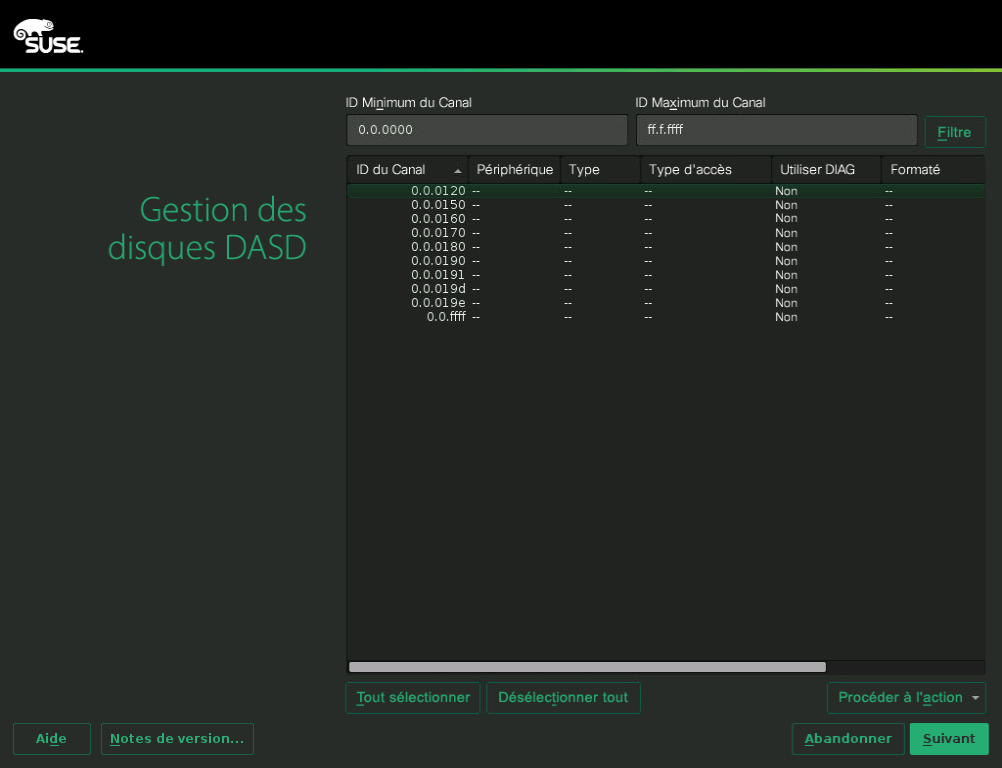 SUSE.
ID Minimum du Canal ID Maximum du Canal
0.0.0000 ff.f.ffff Filtre
ID du Canal Périphérique Type Type d'accès Utiliser DIAG Formaté
0.0.0120 -- -- -- Non --
0.0.0150 -- -- -- Non --
0.0.0160 -- -- -- Non --
0.0.0170 -- -- -- Non --
0.0.0180 -- -- -- Non --
0.0.0190 -- -- -- Non --
0.0.0191 -- -- -- Non --
0.0.019d -- -- -- Non --
0.0.019e -- -- -- Non --
0.0.ffff -- -- -- Non --
Gestion des
disques DASD
Tout sélectionner Désélectionner tout Procéder à l'action
Aide Notes de version... Abandonner Suivant